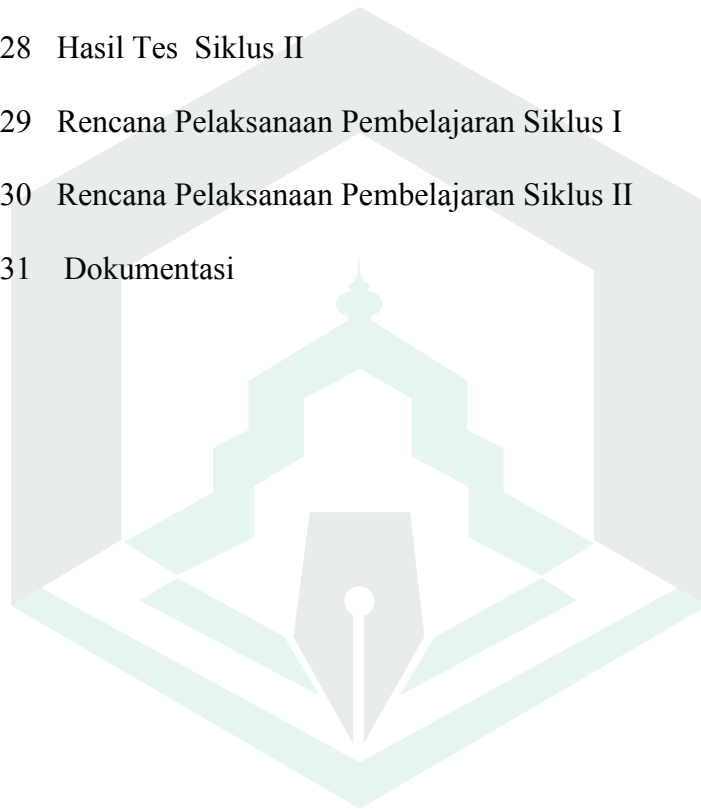 28 Hasil Tes Siklus II
29 Rencana Pelaksanaan Pembelajaran Siklus I
30 Rencana Pelaksanaan Pembelajaran Siklus II
31 Dokumentasi